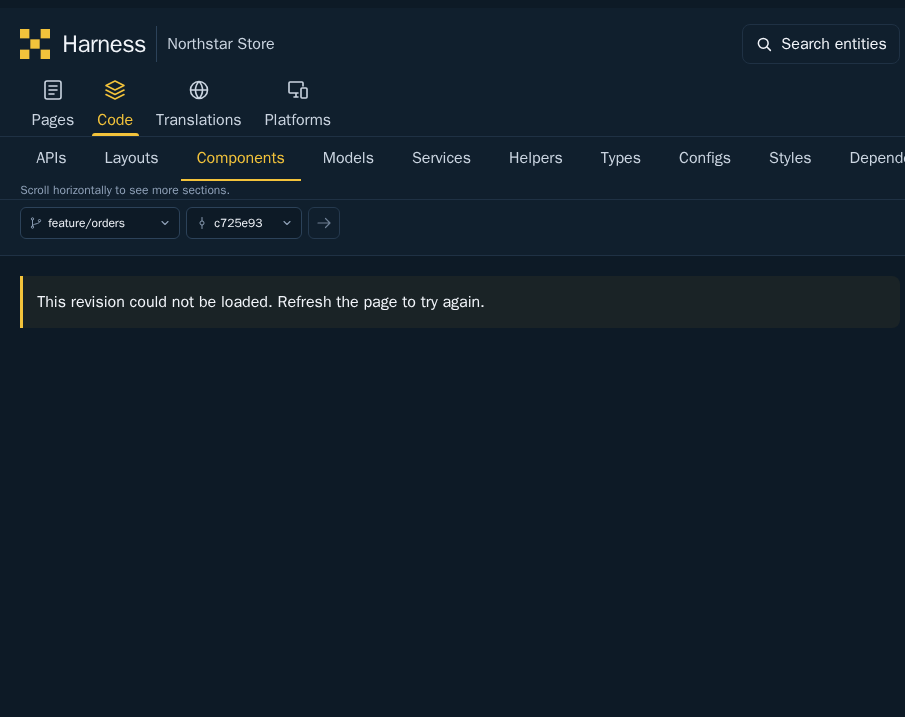 Harness
Northstar Store
Search entities
Pages
Code
Translations
Platforms
APIs
Layouts
Components
Models
Services
Helpers
Types
Configs
Styles
Depend
Scroll horizontally to see more sections.
feature/orders
c725e93
This revision could not be loaded. Refresh the page to try again.